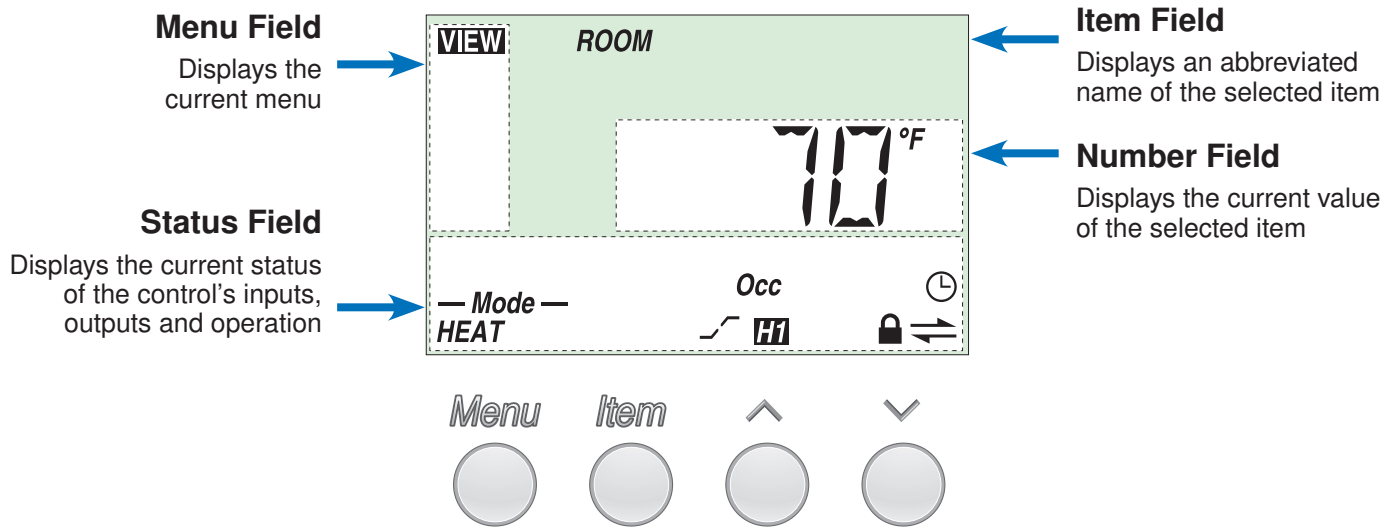 Menu Field
Displays the
current menu
Status Field
Displays the current status
of the control's inputs,
outputs and operation
VIEW
ROOM
70 °F
Occ
— Mode —
HEAT
H1
Item Field
Displays an abbreviated
name of the selected item
Number Field
Displays the current value
of the selected item
Menu
Item